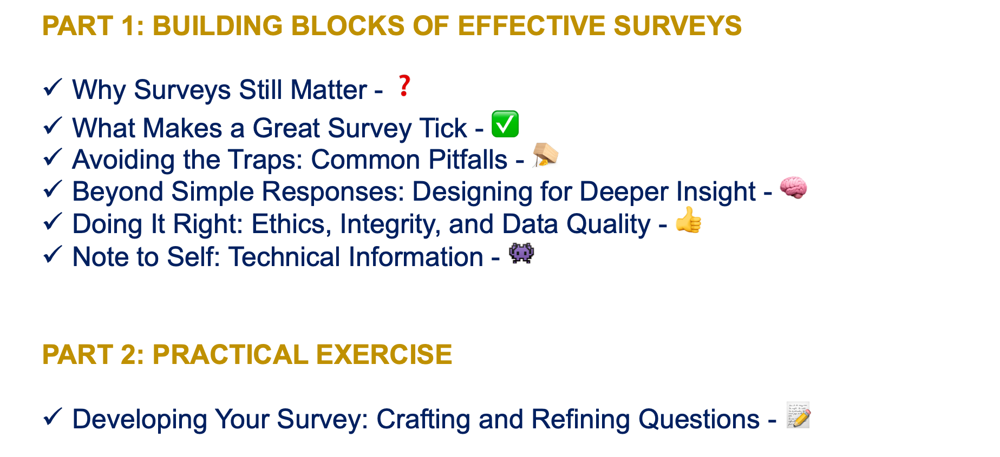 PART 1: BUILDING BLOCKS OF EFFECTIVE SURVEYS
✓ Why Surveys Still Matter - ❓
✓ What Makes a Great Survey Tick - ✅
✓ Avoiding the Traps: Common Pitfalls - 🪤
✓ Beyond Simple Responses: Designing for Deeper Insight - 🧠
✓ Doing It Right: Ethics, Integrity, and Data Quality - 👍
✓ Note to Self: Technical Information - 👾
PART 2: PRACTICAL EXERCISE
✓ Developing Your Survey: Crafting and Refining Questions - 📝